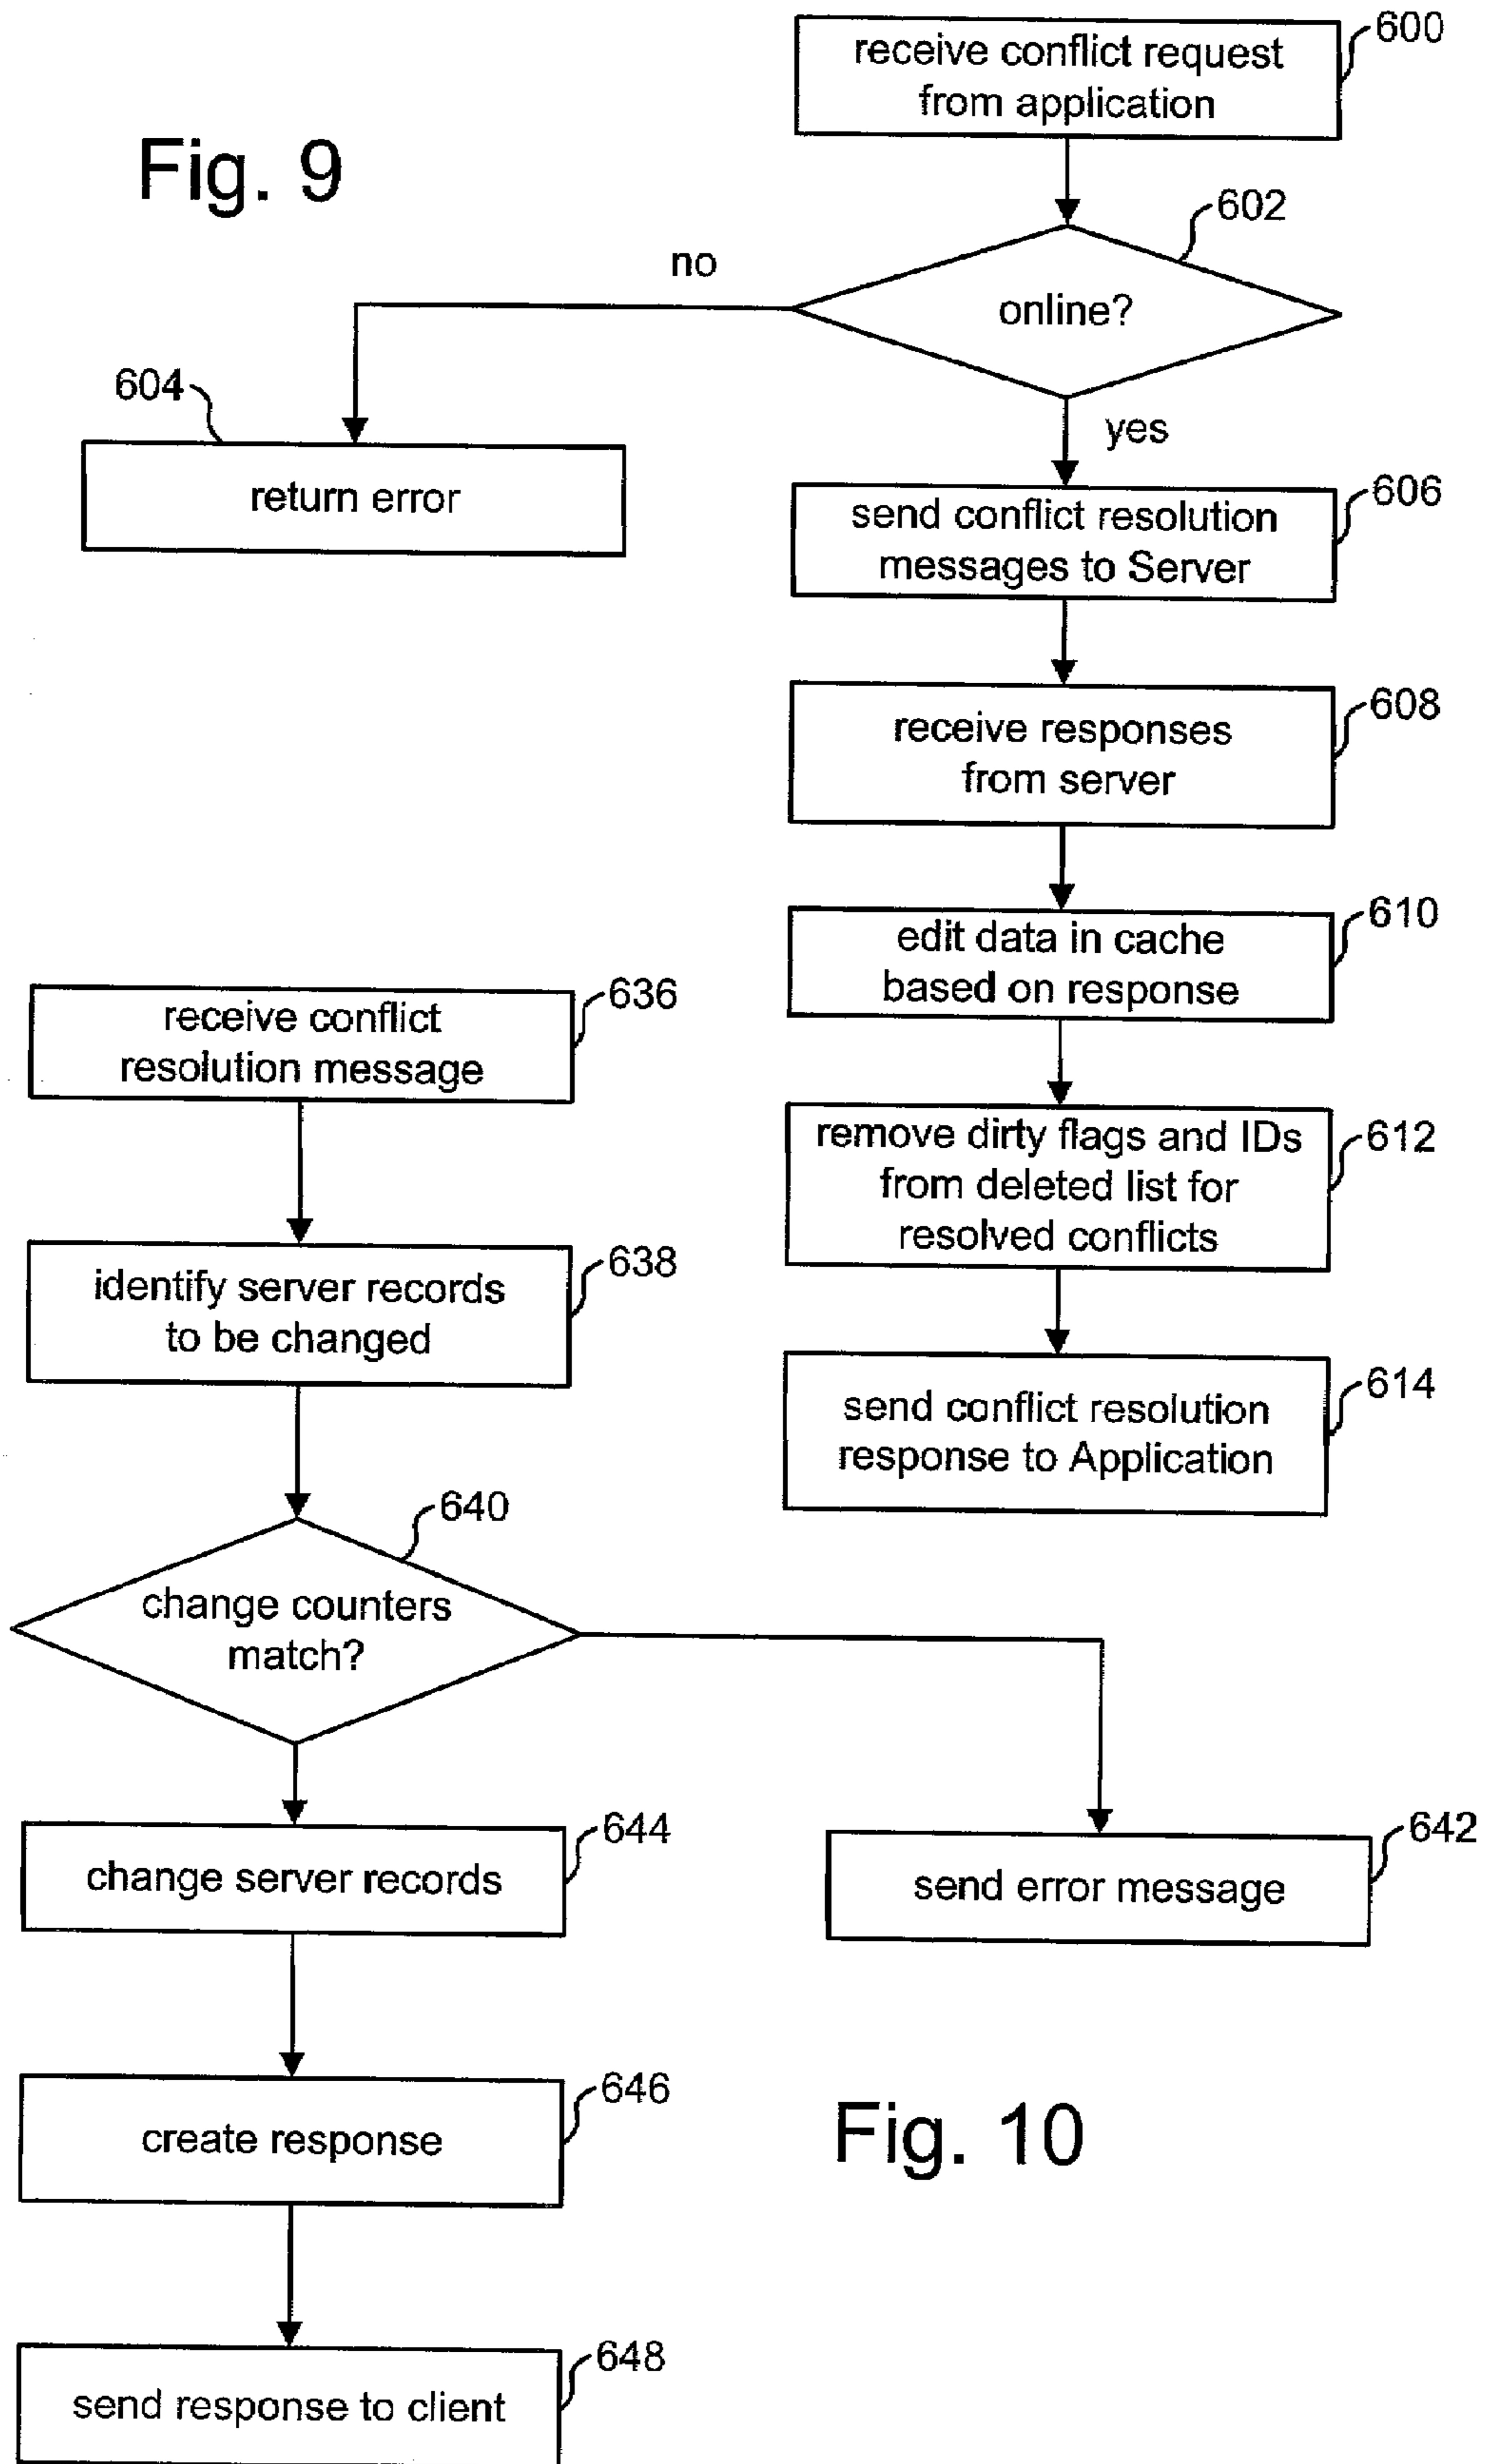 Fig. 9
600
receive conflict request
from application
602
online?
no
yes
604
return error
606
send conflict resolution
messages to Server
608
receive responses
from server
610
edit data in cache
based on response
612
remove dirty flags and IDs
from deleted list for
resolved conflicts
614
send conflict resolution
response to Application
636
receive conflict
resolution message
638
identify server records
to be changed
640
change counters
match?
644
change server records
642
send error message
646
create response
648
send response to client
Fig. 10